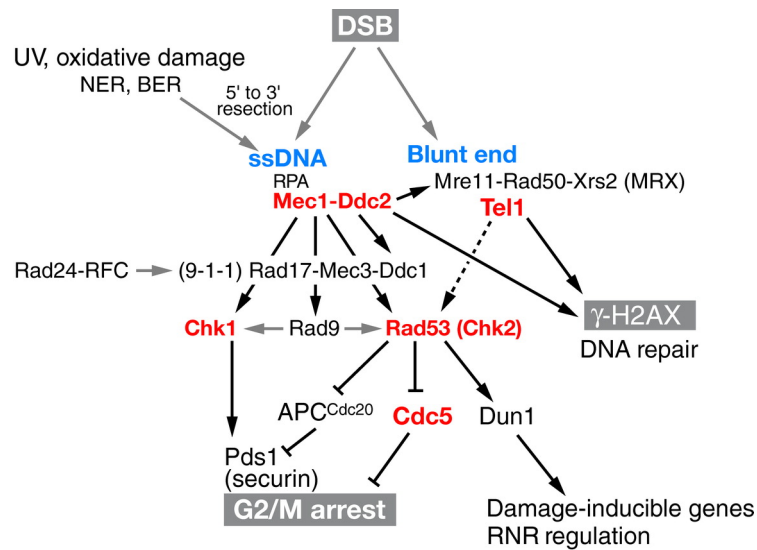 DSB
UV, oxidative damage
NER, BER
5' to 3'
resection
ssDNA
Blunt end
RPA
Mre11-Rad50-Xrs2 (MRX)
Mec1-Ddc2
Tel1
Rad24-RFC
(9-1-1) Rad17-Mec3-Ddc1
γ-H2AX
Chk1
Rad9
Rad53 (Chk2)
DNA repair
APCCdc20
Cdc5
Dun1
Pds1
(securin)
G2/M arrest
Damage-inducible genes
RNR regulation